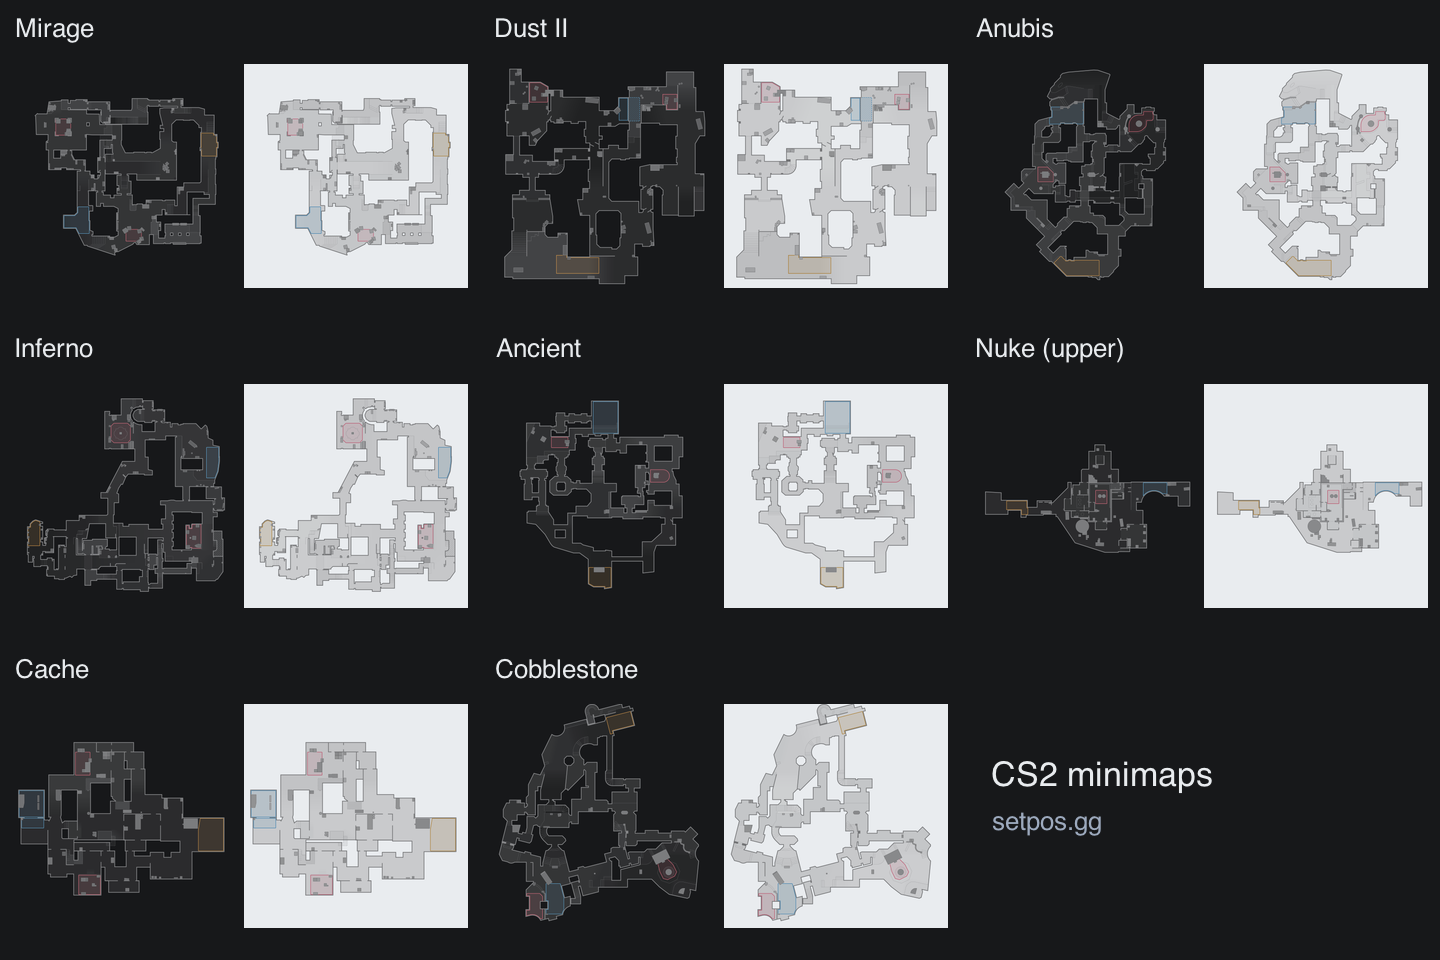 Mirage
Dust II
Anubis
Inferno
Ancient
Nuke (upper)
Cache
Cobblestone
CS2 minimaps
setpos.gg